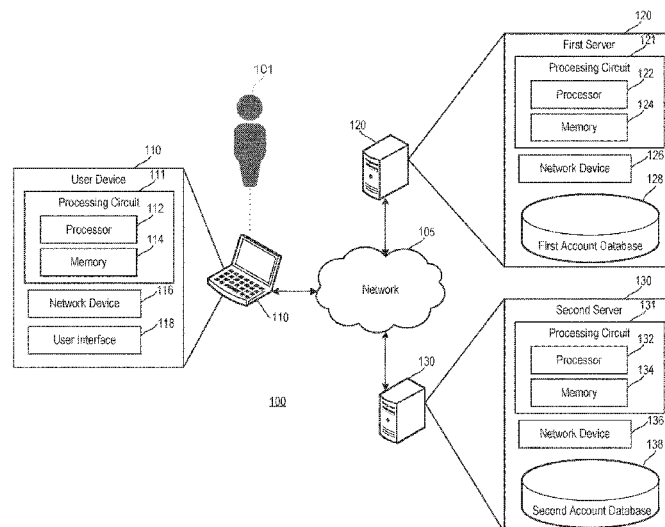 120
First Server
121
Processing Circuit
122
Processor
124
Memory
126
Network Device
128
First Account Database
101
120
110
User Device
111
Processing Circuit
112
Processor
114
Memory
116
Network Device
118
User Interface
105
Network
110
130
100
130
Second Server
131
Processing Circuit
132
Processor
134
Memory
136
Network Device
138
Second Account Database